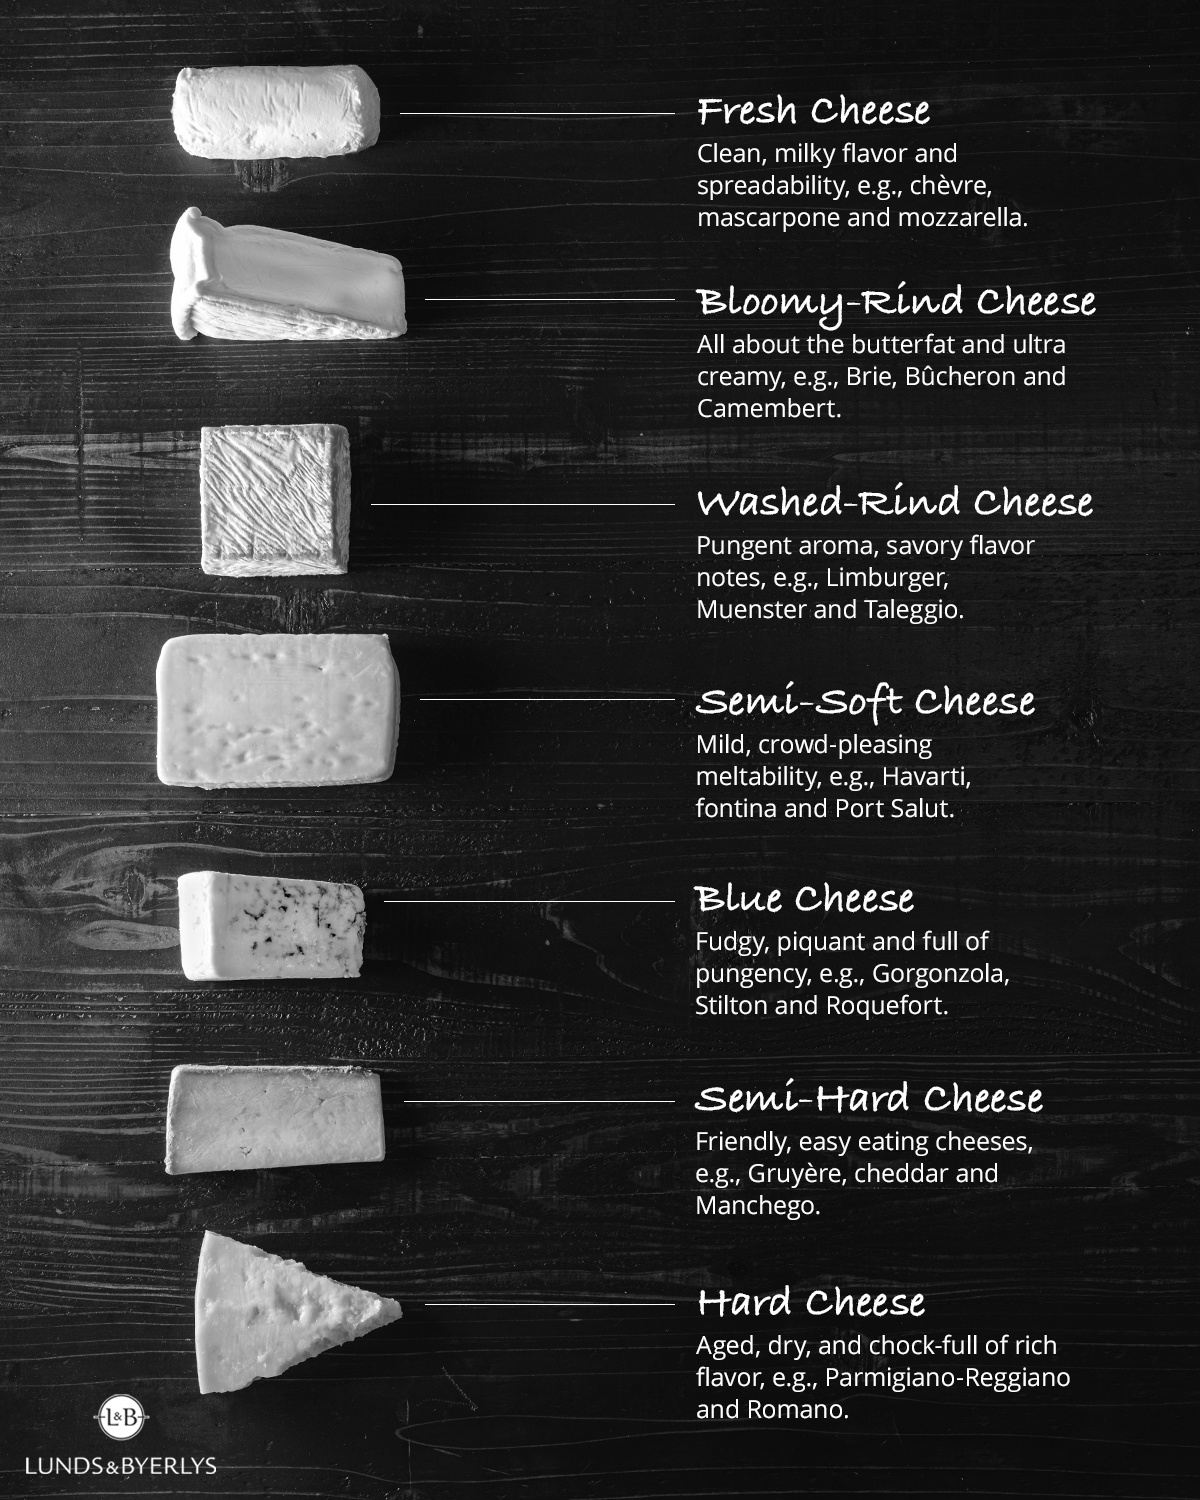 Fresh Cheese
Clean, milky flavor and
spreadability, e.g., chèvre,
mascarpone and mozzarella.
Bloomy-Rind Cheese
All about the butterfat and ultra
creamy, e.g., Brie, Bûcheron and
Camembert.
Washed-Rind Cheese
Pungent aroma, savory flavor
notes, e.g., Limburger,
Muenster and Taleggio.
Semi-Soft Cheese
Mild, crowd-pleasing
meltability, e.g., Havarti,
fontina and Port Salut.
Blue Cheese
Fudgy, piquant and full of
pungency, e.g., Gorgonzola,
Stilton and Roquefort.
Semi-Hard Cheese
Friendly, easy eating cheeses,
e.g., Gruyère, cheddar and
Manchego.
Hard Cheese
Aged, dry, and chock-full of rich
flavor, e.g., Parmigiano-Reggiano
and Romano.
L&B
LUNDS&BYERLYS